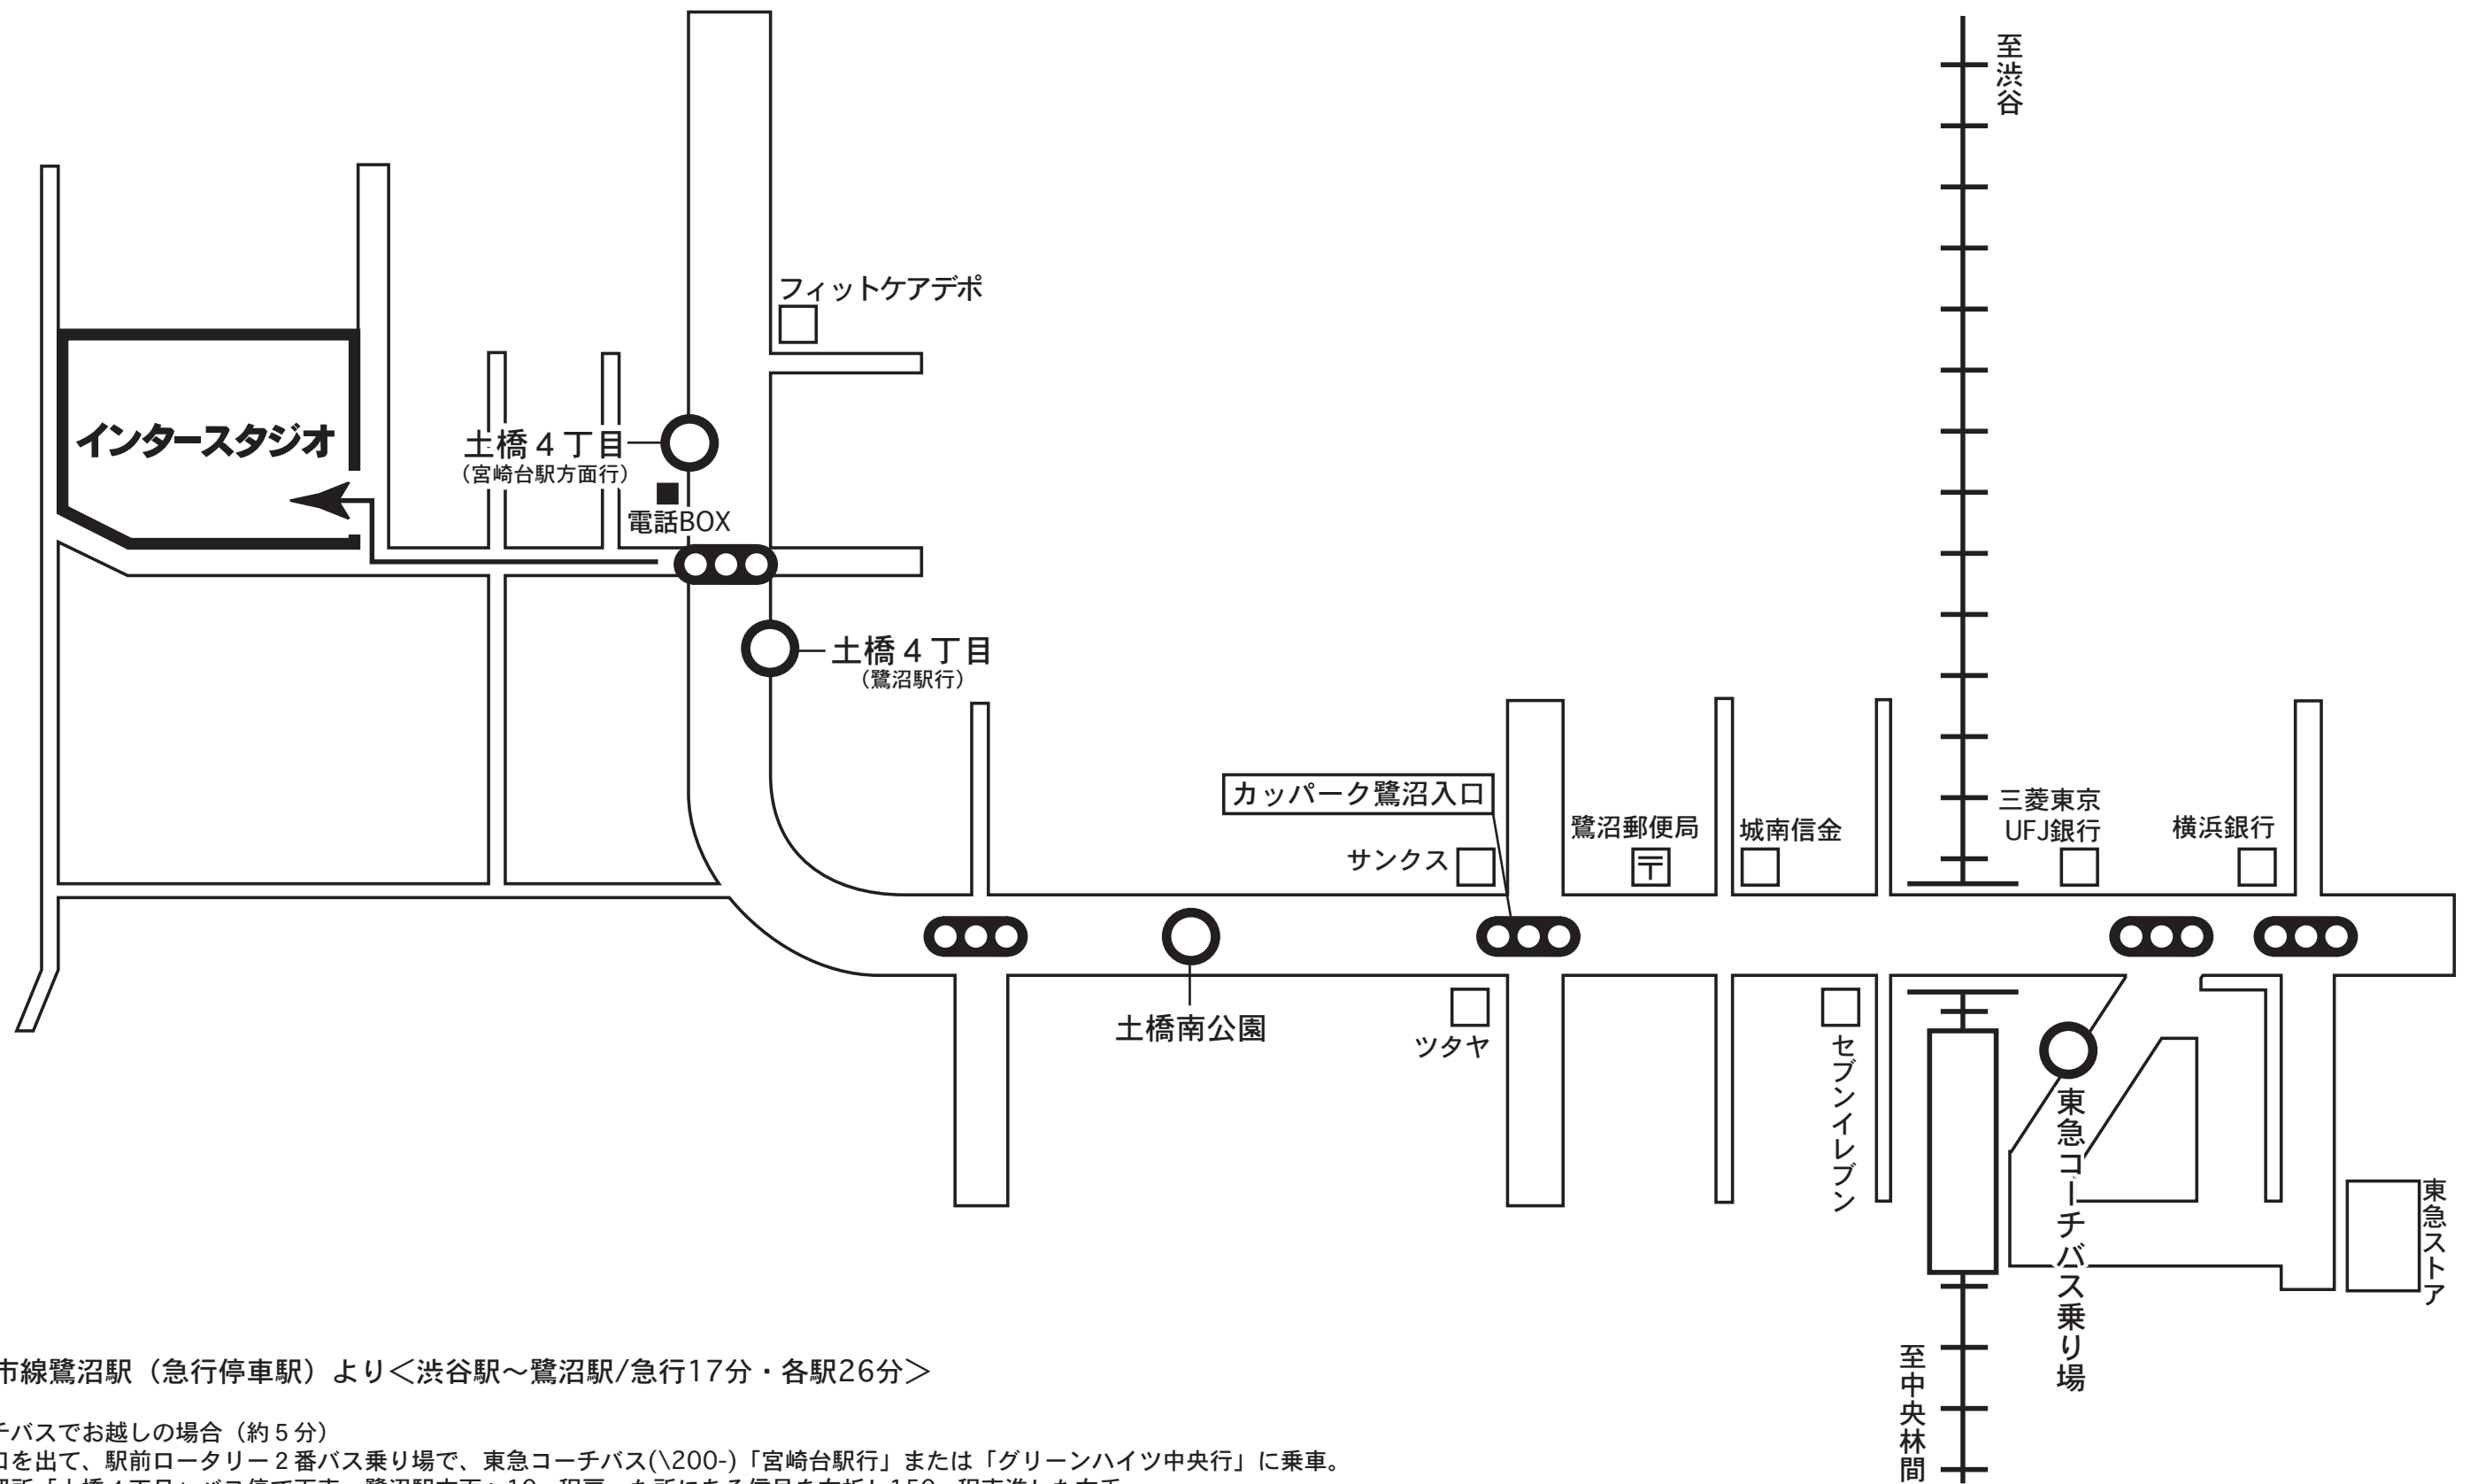 至渋谷
フィットケアデポ
インタースタジオ
土橋４丁目
（宮崎台駅方面行）
電話BOX
土橋４丁目
（鷺沼駅行）
カッパーク鷺沼入口
サンクス
鷺沼郵便局
〒
城南信金
三菱東京
UFJ銀行
横浜銀行
土橋南公園
ツタヤ
セブンイレブン
東急コーチバス乗り場
東急ストア
至中央林間
市線鷺沼駅（急行停車駅）より＜渋谷駅～鷺沼駅/急行17分・各駅26分＞
チバスでお越しの場合（約５分）
口を出て、駅前ロータリー２番バス乗り場で、東急コーチバス(\200-)「宮崎台駅行」または「グリーンハイツ中央行」に乗車。